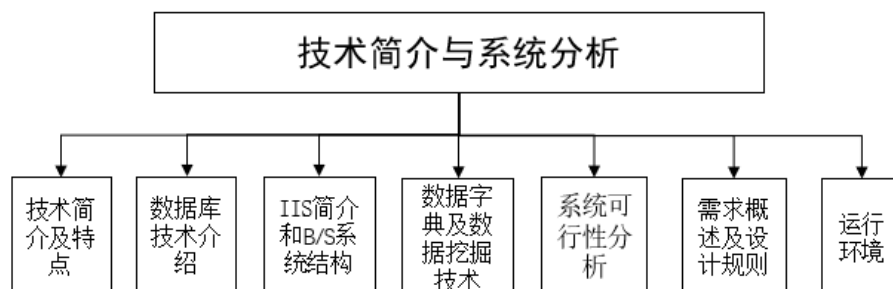 技术简介与系统分析
技术简
介及特
点
数据库
技术介
绍
IIS简介
和B/S系
统结构
数据字
典及数
据挖掘
技术
系统可
行性分
析
需求概
述及设
计规则
运行
环境